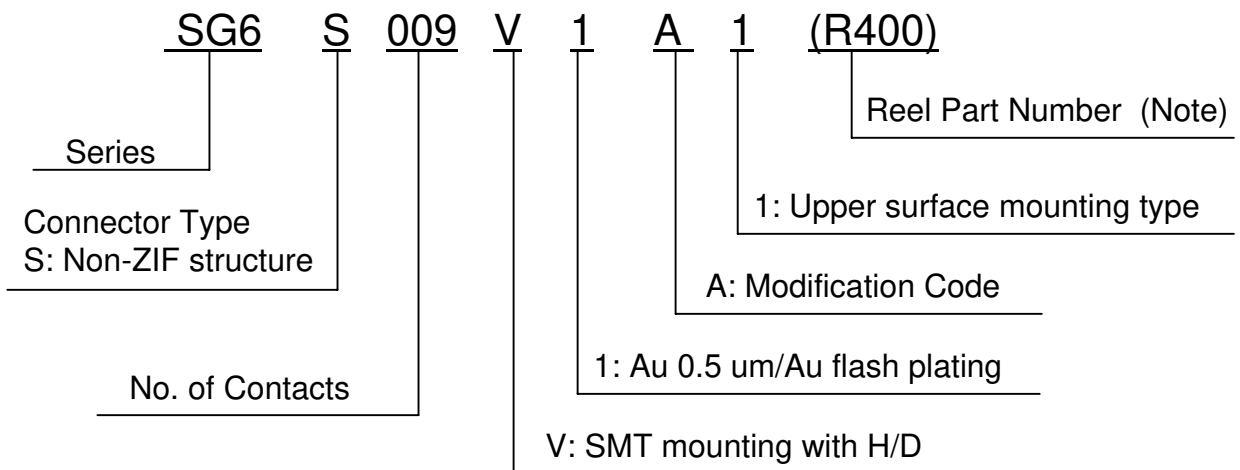 SG6 S 009 V 1 A 1 (R400)
Reel Part Number (Note)
Series
1: Upper surface mounting type
Connector Type
S: Non-ZIF structure
A: Modification Code
1: Au 0.5 um/Au flash plating
No. of Contacts
V: SMT mounting with H/D